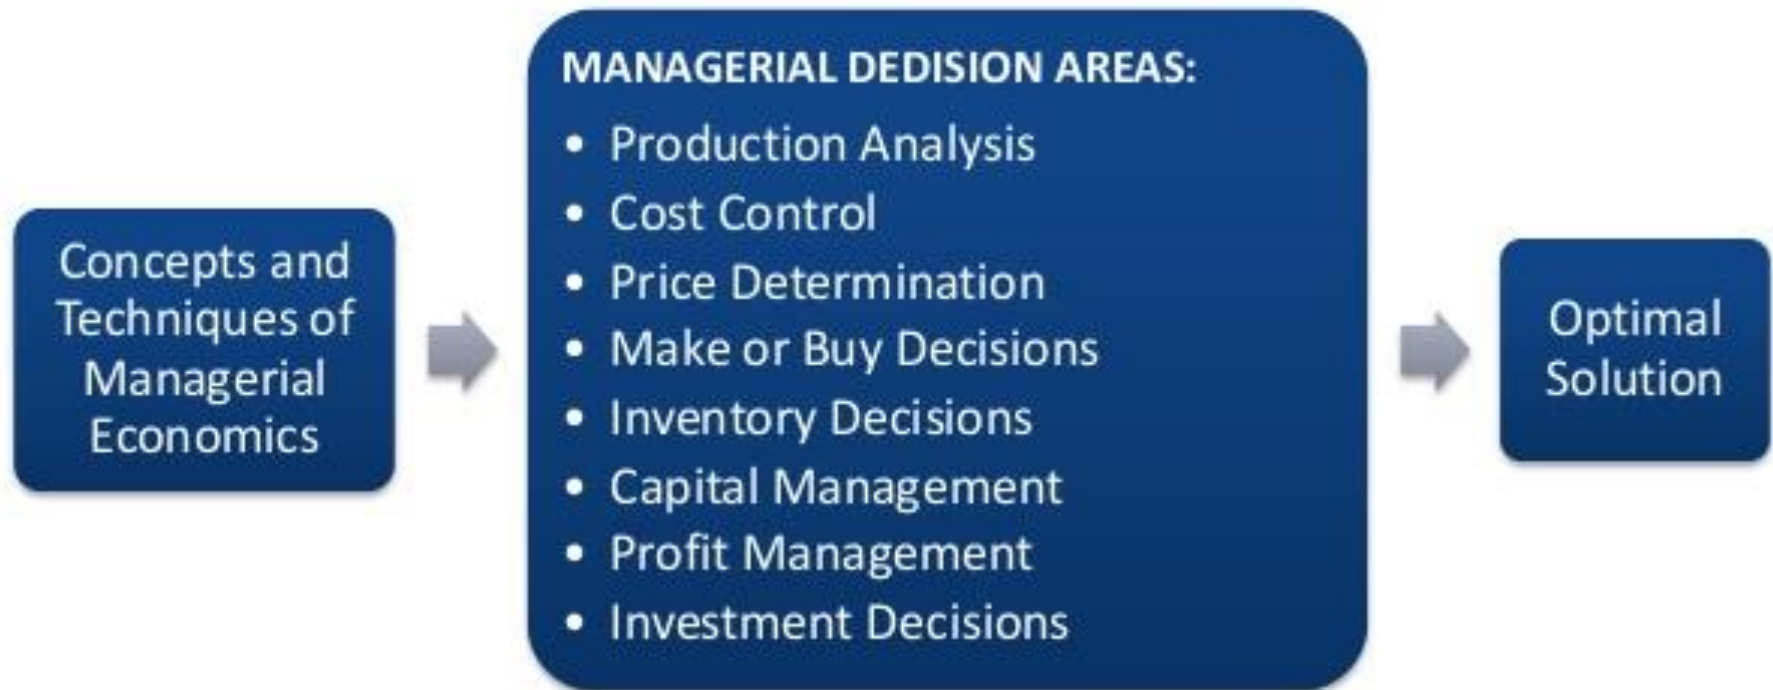 Concepts and
Techniques of
Managerial
Economics
MANAGERIAL DEDISION AREAS:
• Production Analysis
• Cost Control
• Price Determination
• Make or Buy Decisions
• Inventory Decisions
• Capital Management
• Profit Management
• Investment Decisions
Optimal
Solution